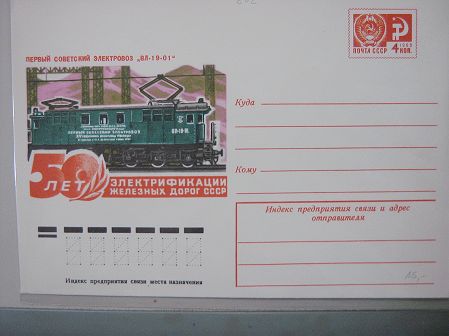 ПЕРВЫЙ СОВЕТСКИЙ ЭЛЕКТРОВОЗ „ВЛ-19-01“
ПОЧТА СССР
4 КОП.
ВЛ-19-01.
50 ЛЕТ
ЭЛЕКТРИФИКАЦИИ
ЖЕЛЕЗНЫХ ДОРОГ СССР
Куда
Кому
Индекс предприятия связи и адрес
отправителя
Индекс предприятия связи места назначения